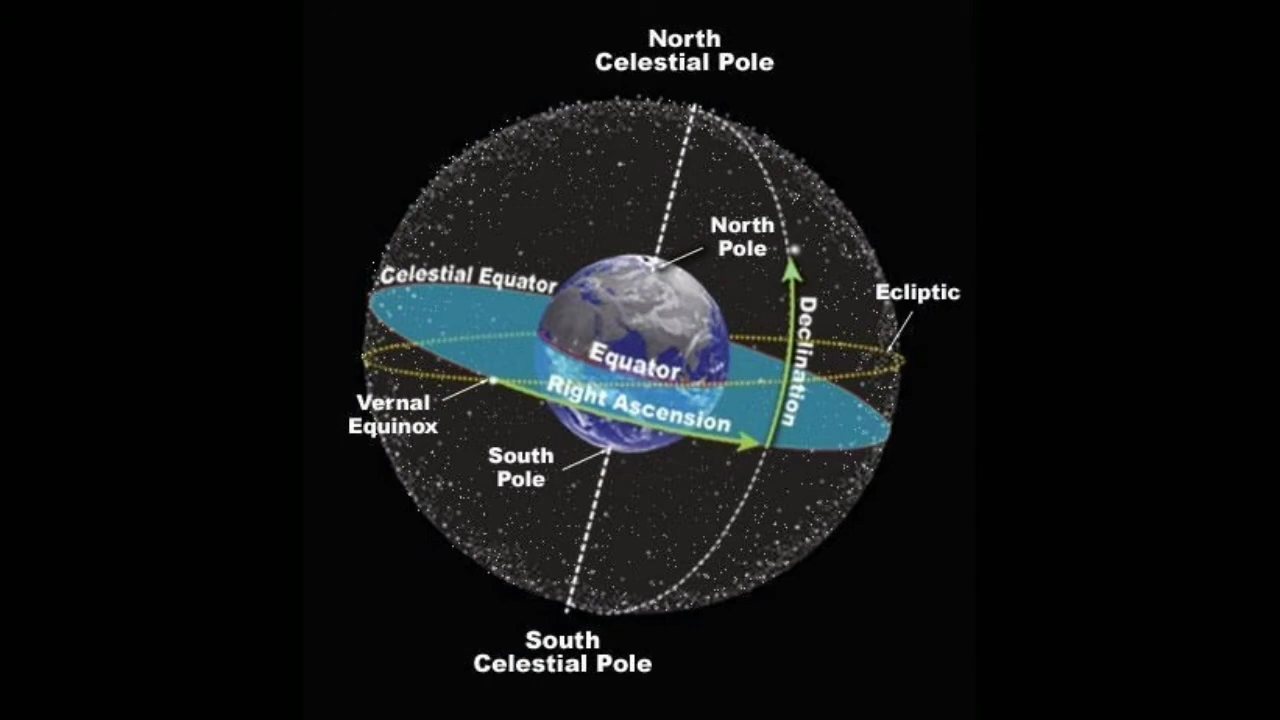 North
Celestial Pole
North
Pole
Celestial Equator
Ecliptic
Declination
Equator
Right Ascension
Vernal
Equinox
South
Pole
South
Celestial Pole